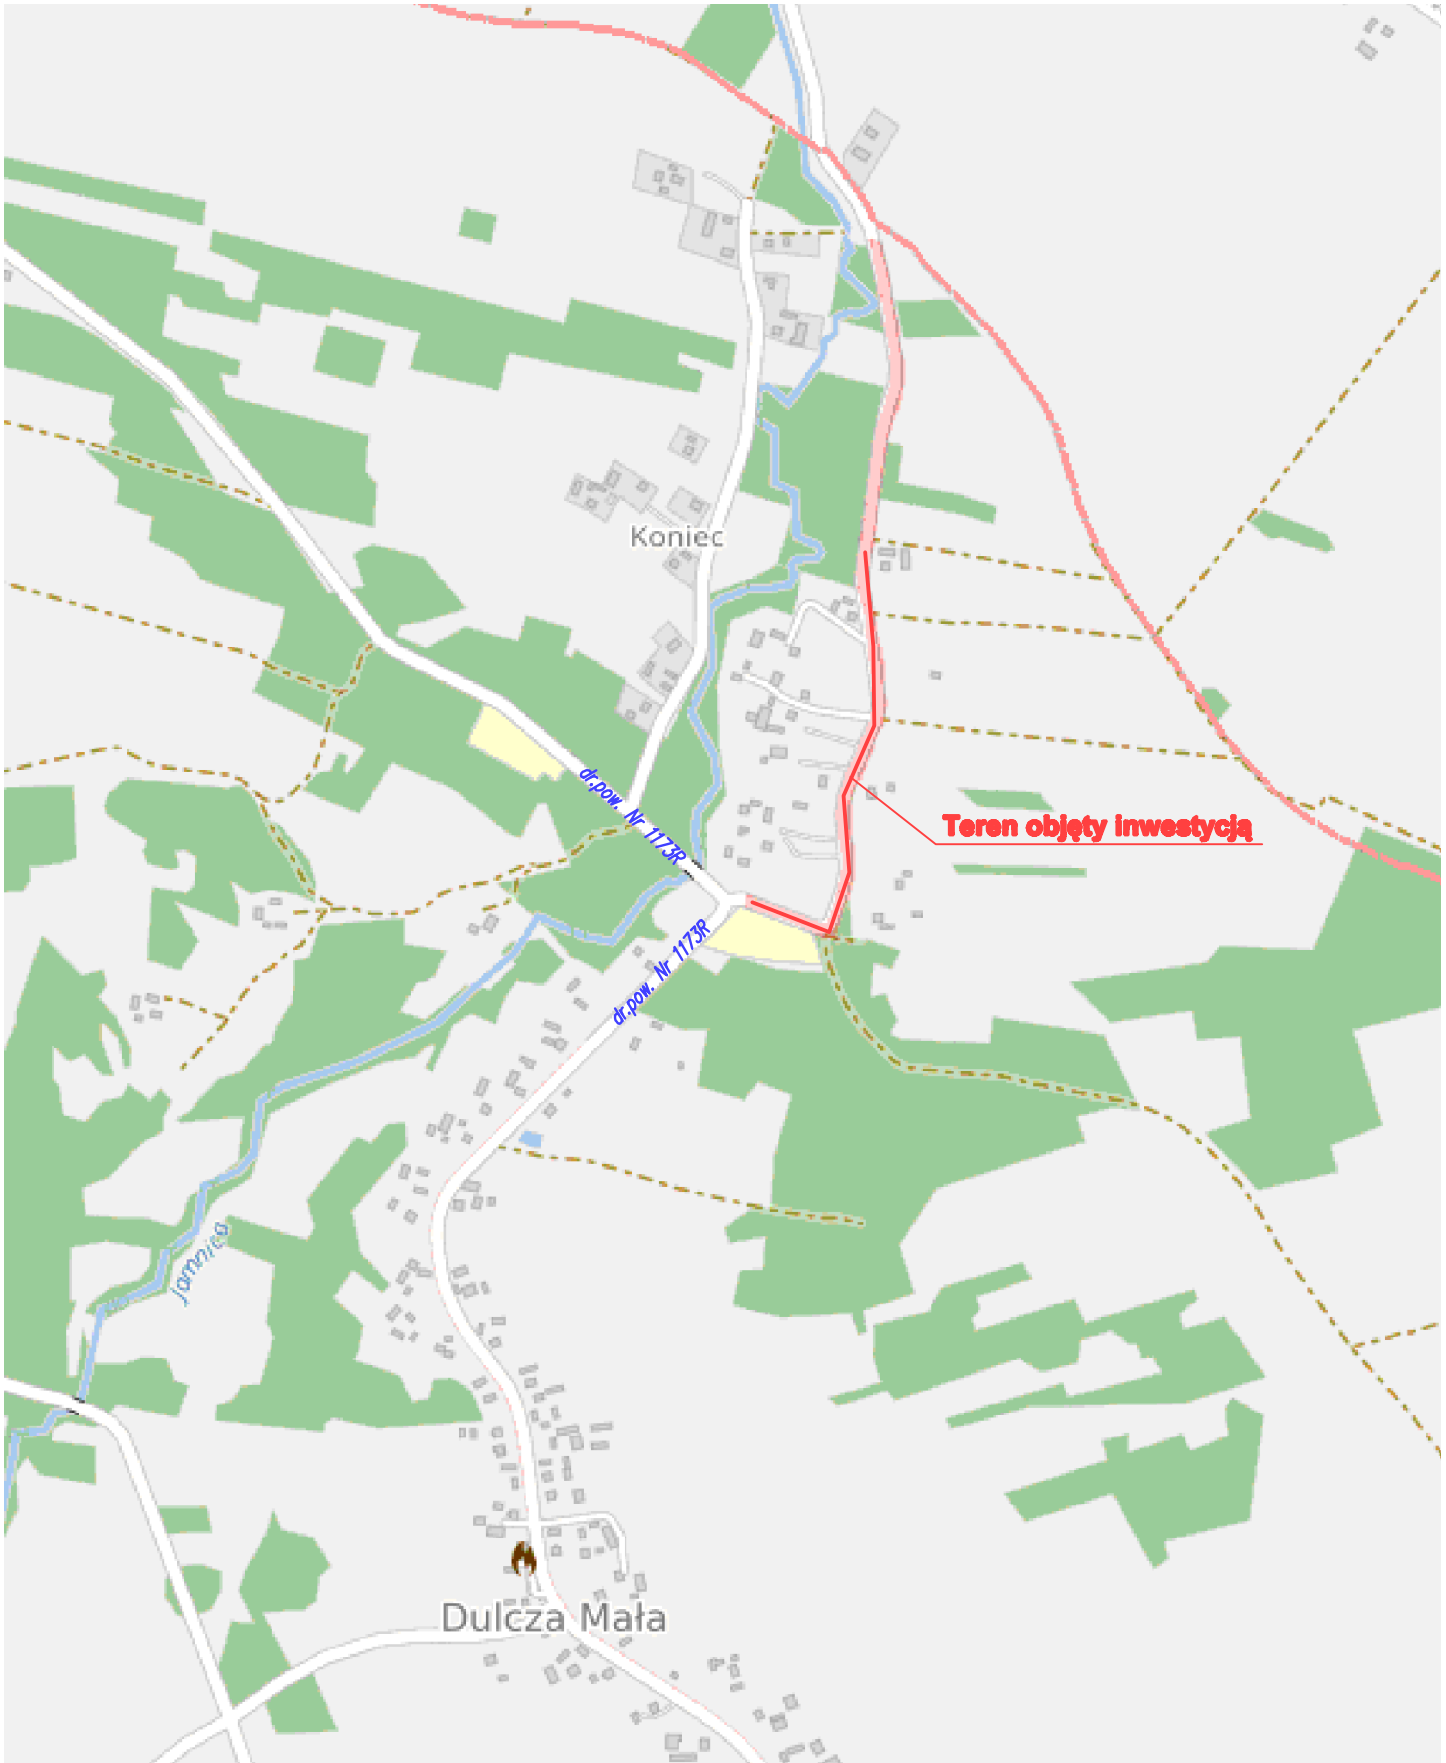 Koniec
dr.pow. Nr 1173R
Teren objęty inwestycją
dr.pow. Nr 1173R
Jamnica
Dulcza Mała